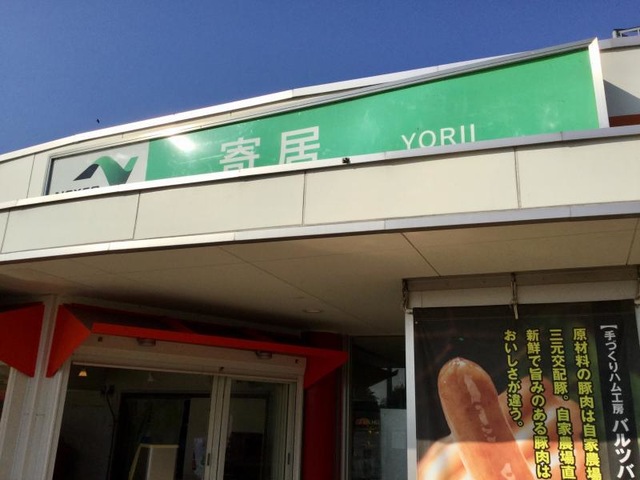 寄居
YORII
【手づくりハム工房 バルツバ
原材料の豚肉は自家農場
三元交配豚。自家農場直
新鮮で旨みのある豚肉は
おいしさが違う。